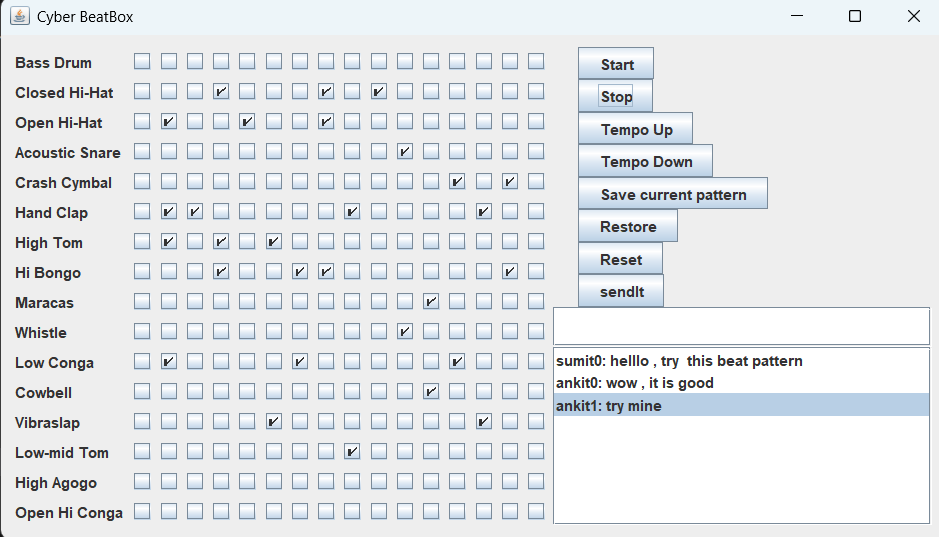 Cyber BeatBox
Bass Drum
Closed Hi-Hat
Open Hi-Hat
Acoustic Snare
Crash Cymbal
Hand Clap
High Tom
Hi Bongo
Maracas
Whistle
Low Conga
Cowbell
Vibraslap
Low-mid Tom
High Agogo
Open Hi Conga
Start
Stop
Tempo Up
Tempo Down
Save current pattern
Restore
Reset
sendIt
sumit0: helllo , try  this beat pattern
ankit0: wow , it is good
ankit1: try mine